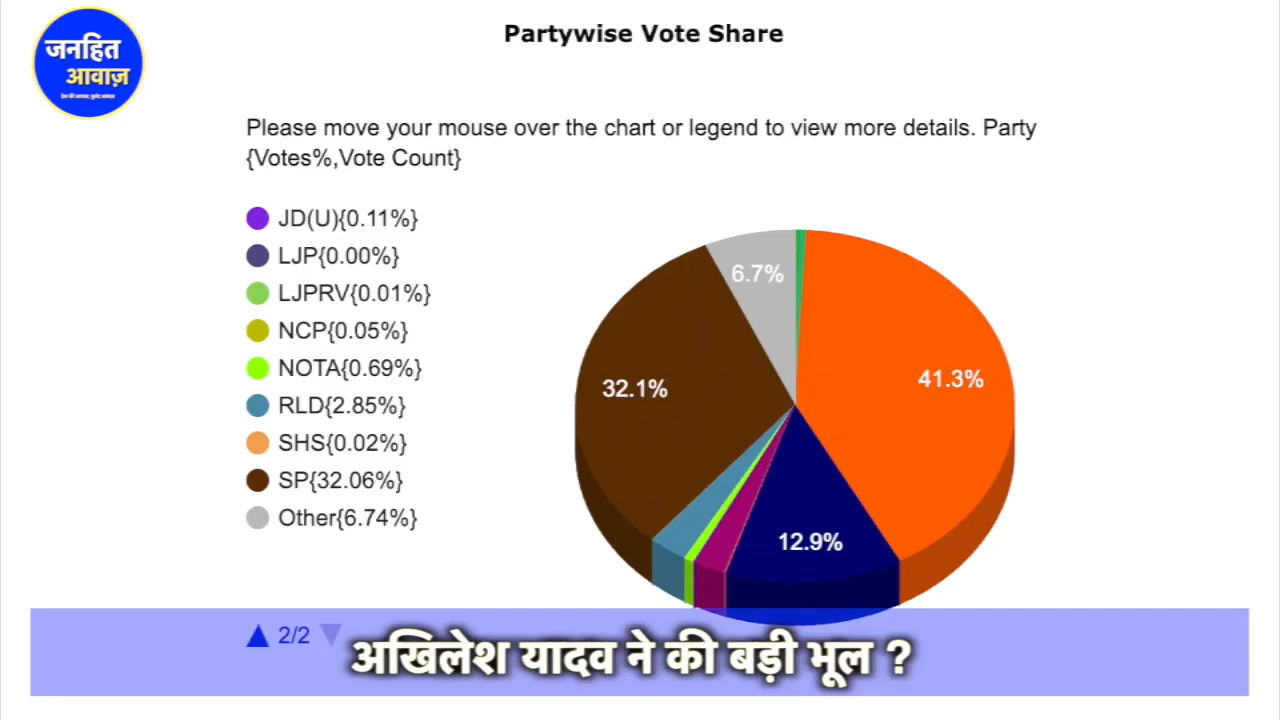 जनहित
आवाज़
Partywise Vote Share
Please move your mouse over the chart or legend to view more details. Party
{Votes%,Vote Count}
JD(U){0.11%}
LJP{0.00%}
LJPRV{0.01%}
NCP{0.05%}
NOTA{0.69%}
RLD{2.85%}
SHS{0.02%}
SP{32.06%}
Other{6.74%}
6.7%
41.3%
32.1%
12.9%
2/2
अखिलेश यादव ने की बड़ी भूल ?